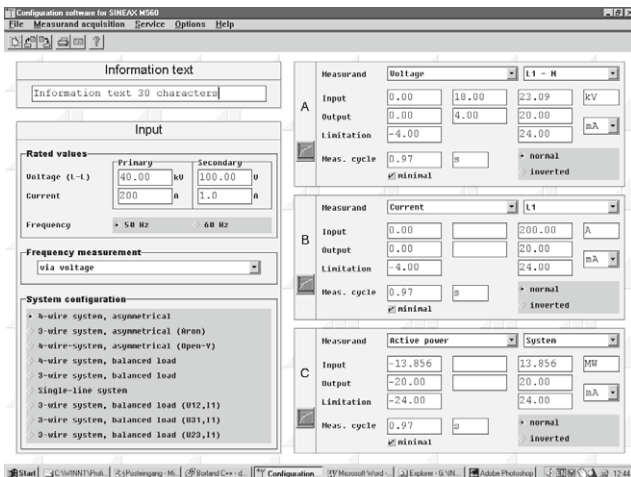 Configuration software for SINEAX M560
File Measurand acquisition Service Options Help
Information text
Information text 30 characters
Input
Rated values
Primary Secondary
Voltage (L-L) 40.00 kV 100.00 V
Current 200 A 1.0 A
Frequency 50 Hz 60 Hz
Frequency measurement
via voltage
System configuration
4-wire system, asymmetrical
3-wire system, asymmetrical (Aron)
4-wire-system, asymmetrical (Open-Y)
4-wire system, balanced load
3-wire system, balanced load
Single-line system
3-wire system, balanced load (U12,I1)
3-wire system, balanced load (U31,I1)
3-wire system, balanced load (U23,I1)
A
Measurand Voltage L1 - N
Input 0.00 18.00 23.09 kV
Output 0.00 4.00 20.00
mA
Limitation -4.00 24.00
Meas. cycle 0.97 s normal
minimal inverted
B
Measurand Current L1
Input 0.00 200.00 A
Output 0.00 20.00
mA
Limitation -4.00 24.00
Meas. cycle 0.97 s normal
minimal inverted
C
Measurand Active power System
Input -13.856 13.856 MW
Output -20.00 20.00
mA
Limitation -24.00 24.00
Meas. cycle 0.97 s normal
minimal inverted
Start C:\WINNT\Profi... Posteingang - Mi... Borland C++ - d... Configuration... Microsoft Word -... Explorer - G:\IN... Adobe Photoshop 12:44